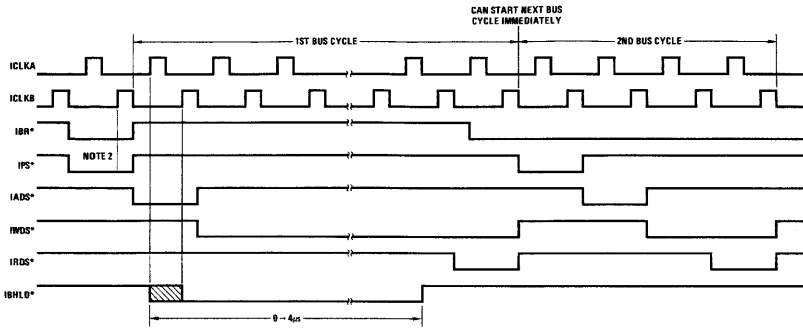 CAN START NEXT BUS
CYCLE IMMEDIATELY
1ST BUS CYCLE
2ND BUS CYCLE
ICLKA
ICLKB
IBR*
NOTE 2
IPS*
IADS*
IWDS*
IRDS*
IBHLD*
0 → 4µs